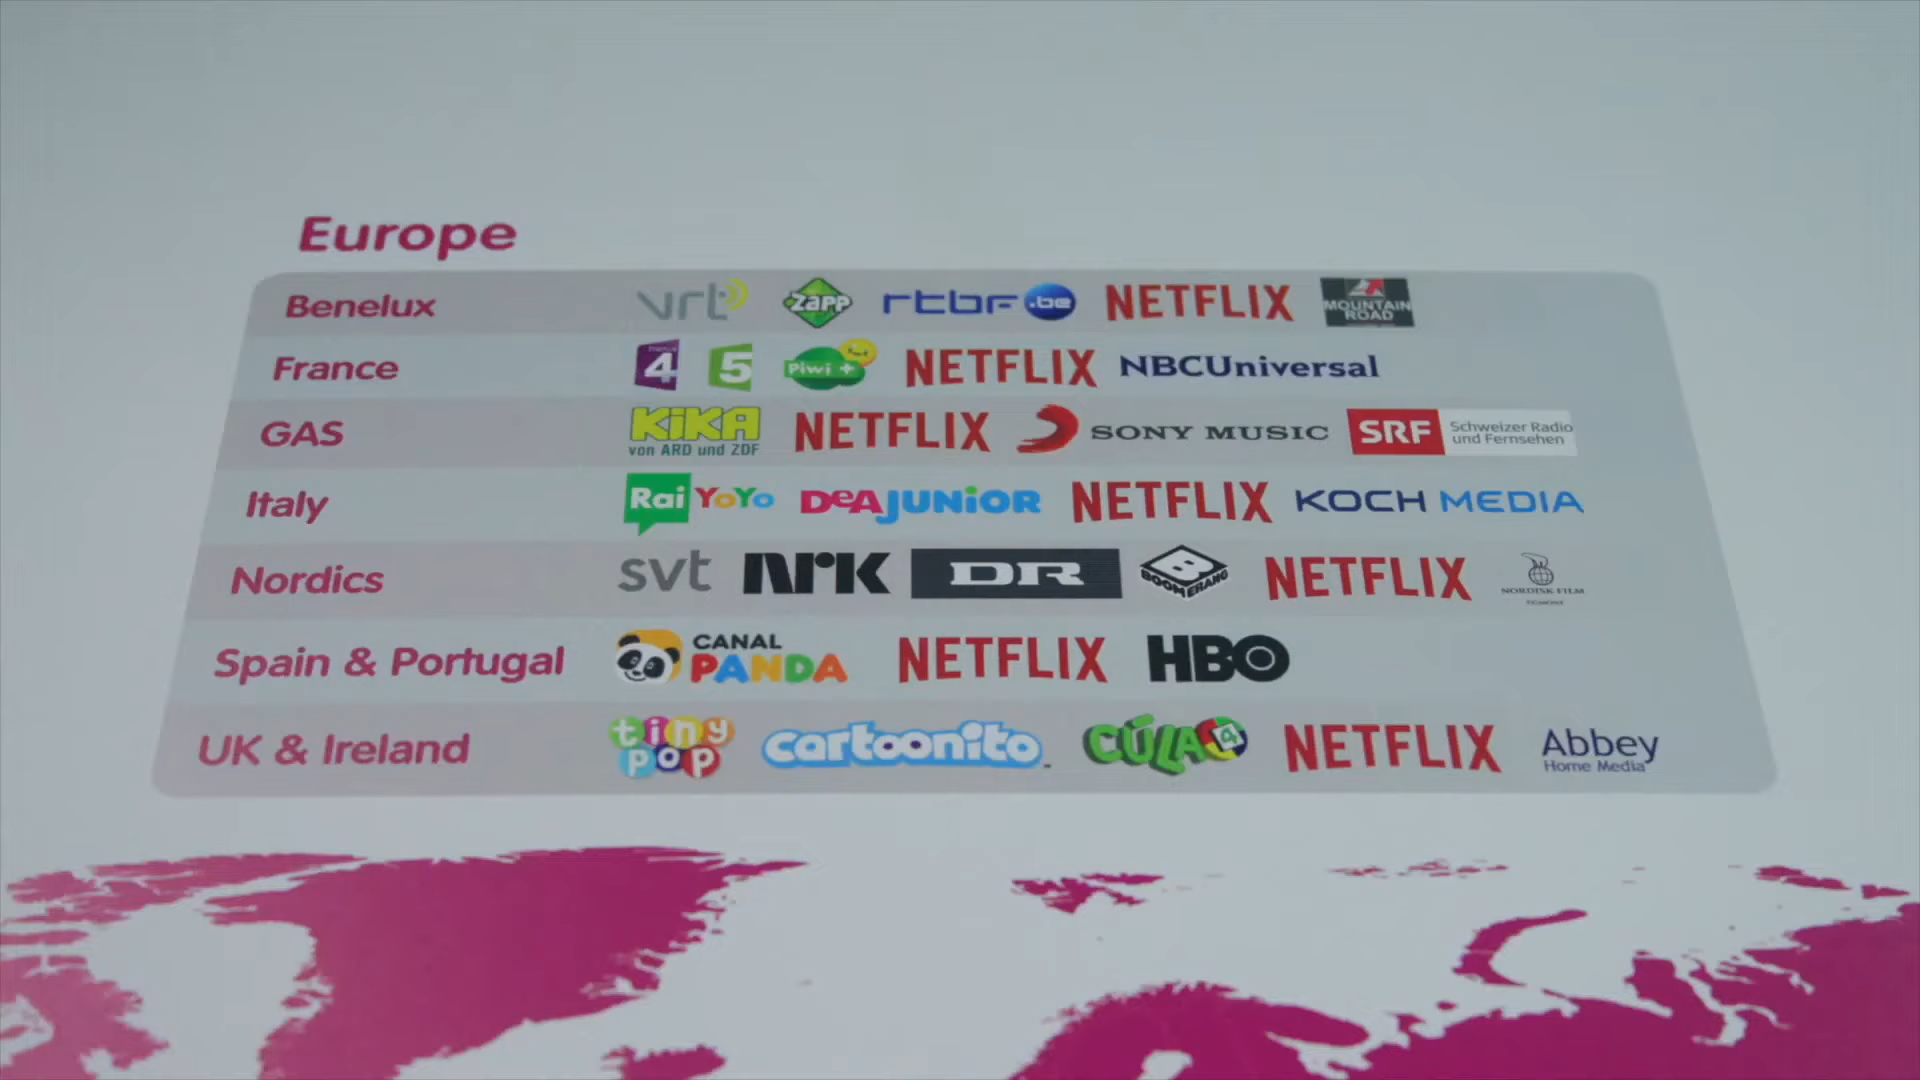 Europe
Benelux vrt Zapp rtbf.be NETFLIX MOUNTAIN ROAD
France france 4 5 Piwi + NETFLIX NBCUniversal
GAS KiKA von ARD und ZDF NETFLIX SONY MUSIC SRF Schweizer Radio und Fernsehen
Italy Rai YoYo DeAJUNiOR NETFLIX KOCH MEDIA
Nordics svt NRK DR B BOOMERANG NETFLIX NORDISK FILM EGMONT
Spain & Portugal CANAL PANDA NETFLIX HBO
UK & Ireland tiny pop cartoonito™ CÚLA4 NETFLIX Abbey Home Media